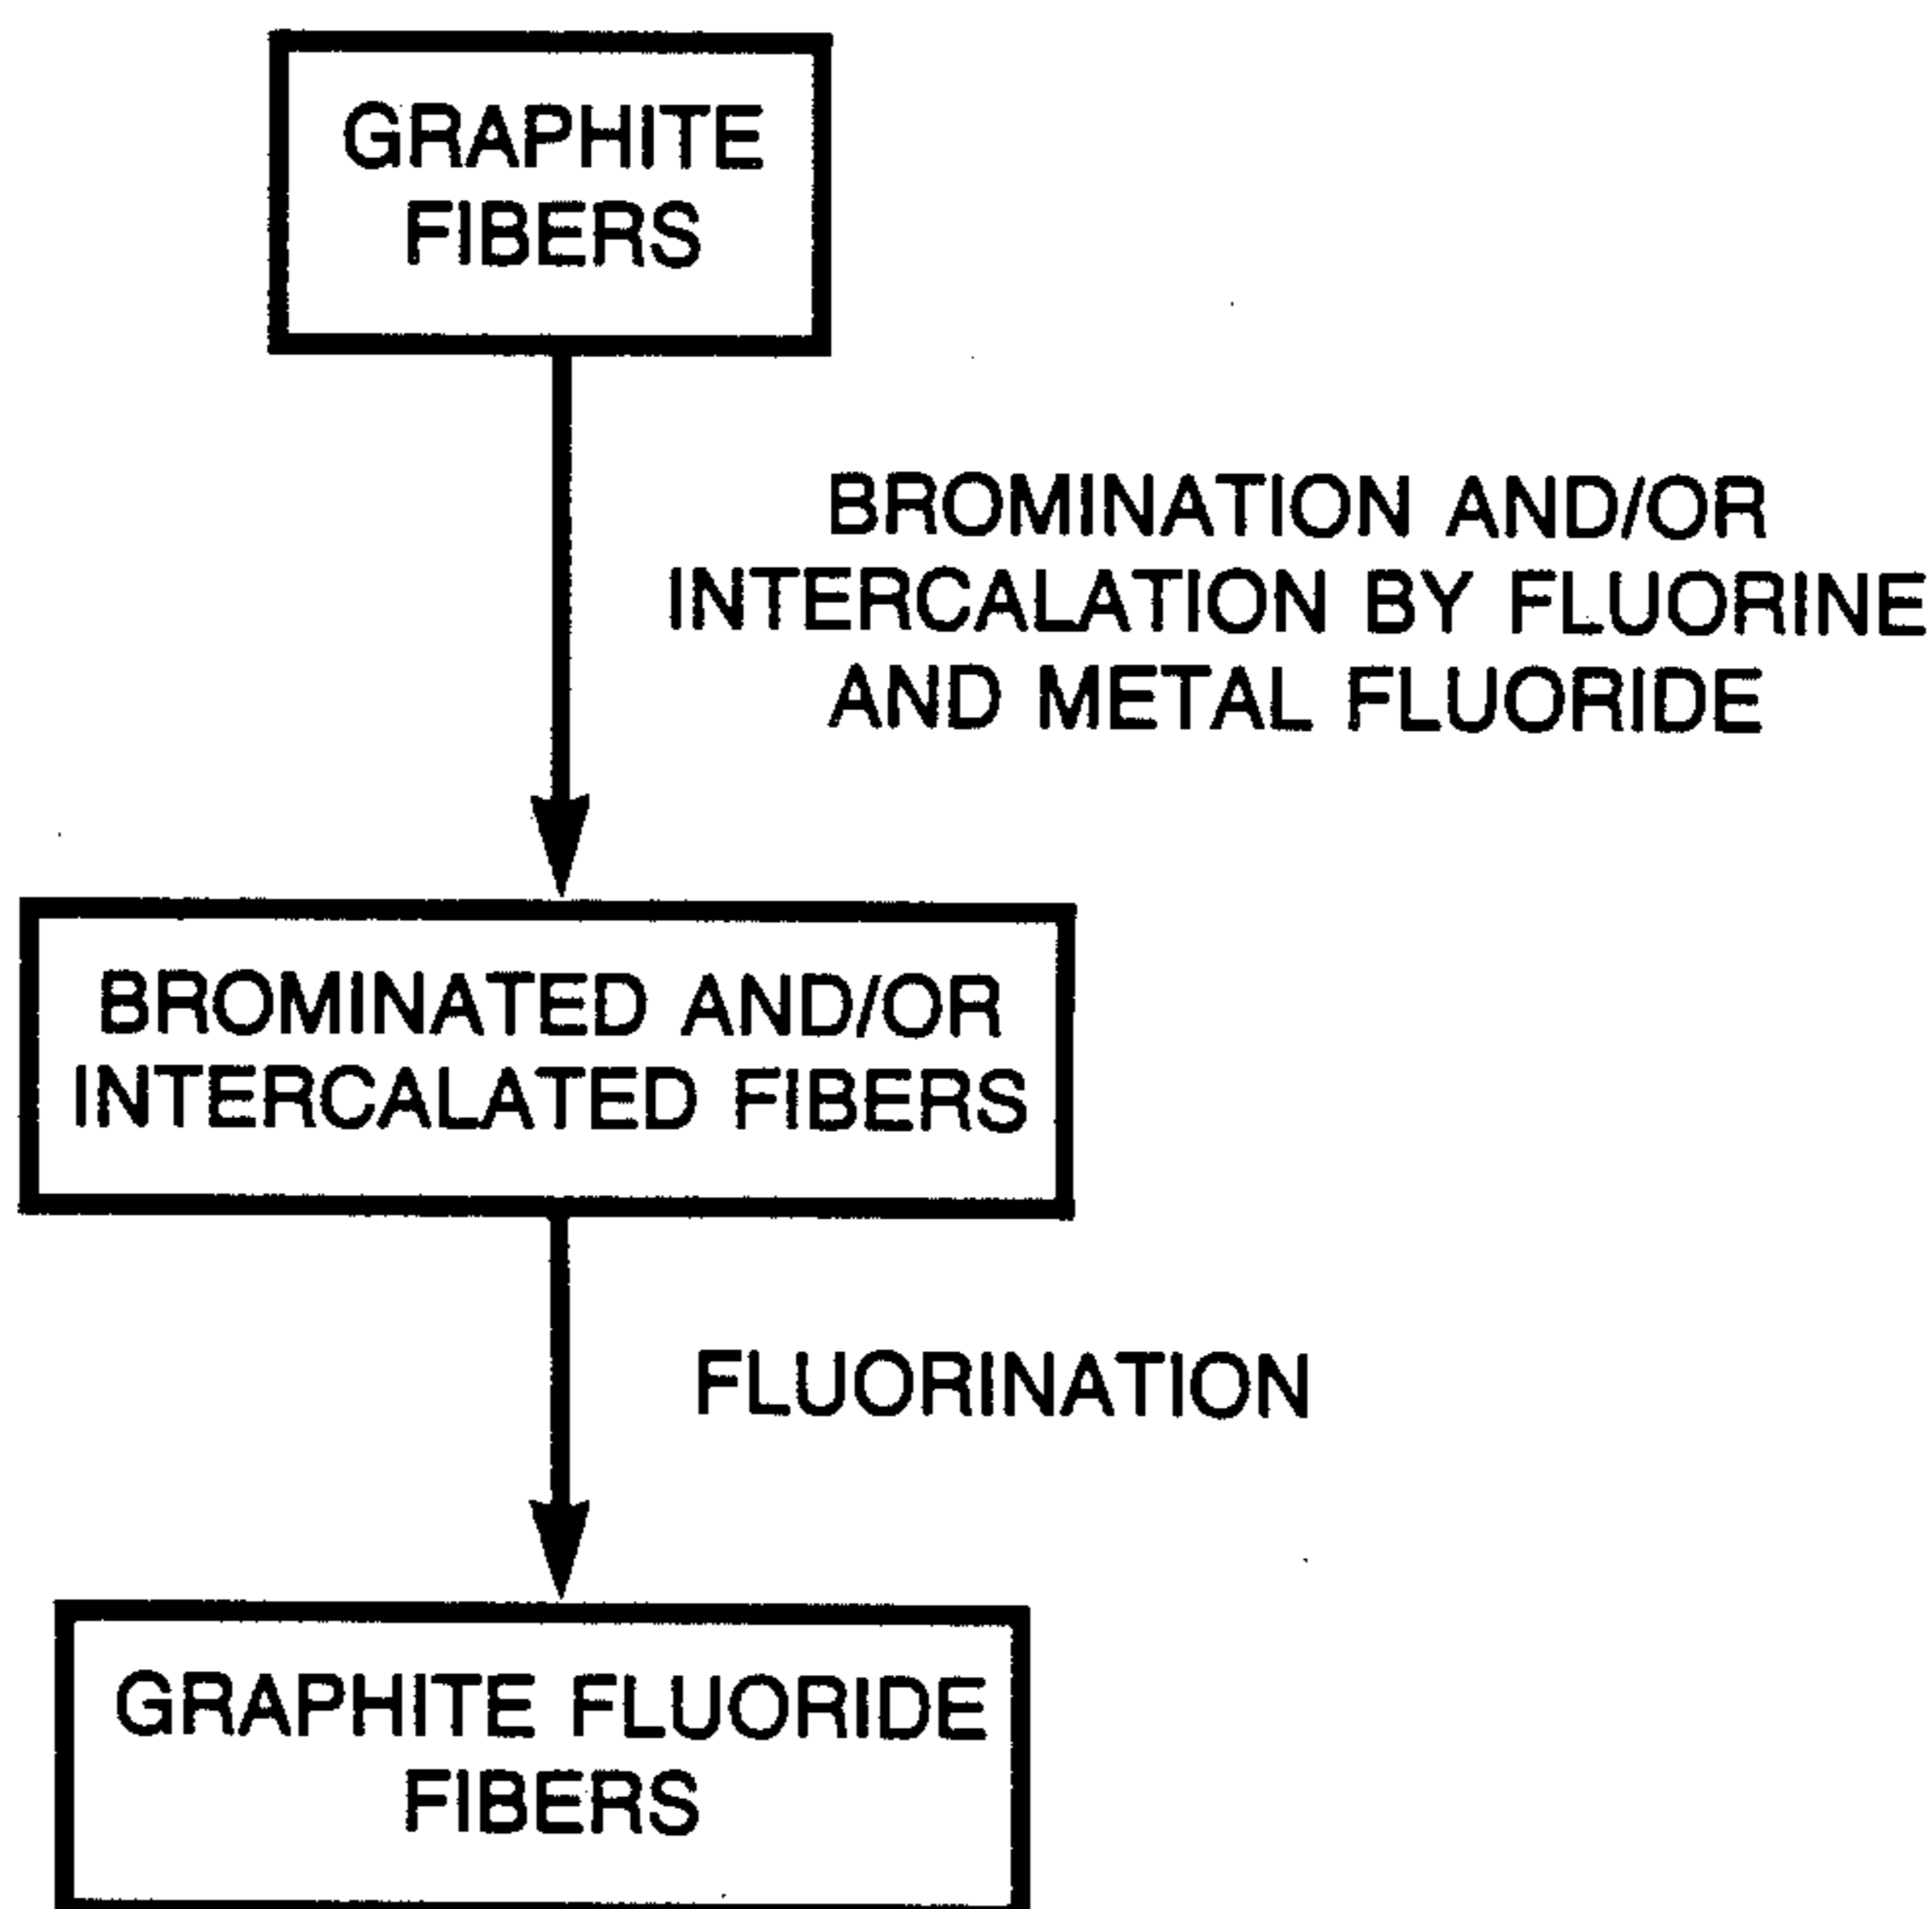 GRAPHITE
FIBERS
BROMINATION AND/OR
INTERCALATION BY FLUORINE
AND METAL FLUORIDE
BROMINATED AND/OR
INTERCALATED FIBERS
FLUORINATION
GRAPHITE FLUORIDE
FIBERS